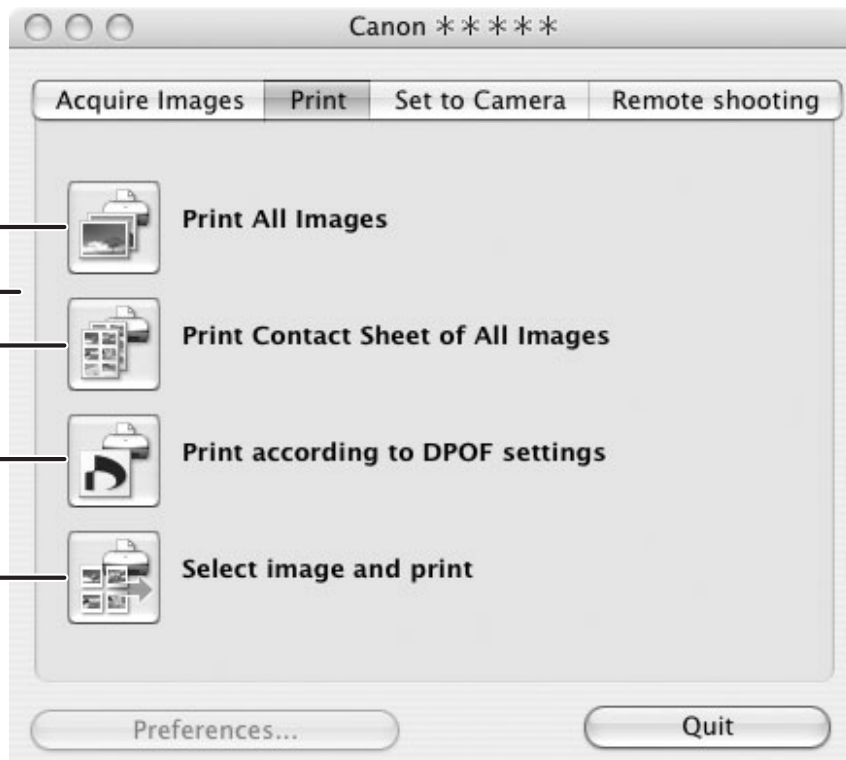 Canon *****
Acquire Images Print Set to Camera Remote shooting
Print All Images
Print Contact Sheet of All Images
Print according to DPOF settings
Select image and print
Preferences... Quit